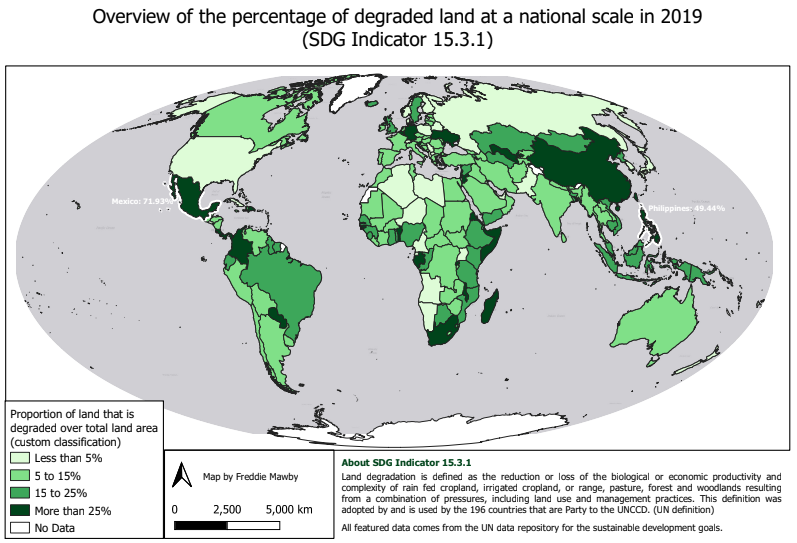 Overview of the percentage of degraded land at a national scale in 2019
(SDG Indicator 15.3.1)
Mexico: 71.93%
Philippines: 49.44%
Proportion of land that is
degraded over total land area
(custom classification)
Less than 5%
5 to 15%
15 to 25%
More than 25%
No Data
Map by Freddie Mawby
0 2,500 5,000 km
About SDG Indicator 15.3.1
Land degradation is defined as the reduction or loss of the biological or economic productivity and
complexity of rain fed cropland, irrigated cropland, or range, pasture, forest and woodlands resulting
from a combination of pressures, including land use and management practices. This definition was
adopted by and is used by the 196 countries that are Party to the UNCCD. (UN definition)
All featured data comes from the UN data repository for the sustainable development goals.